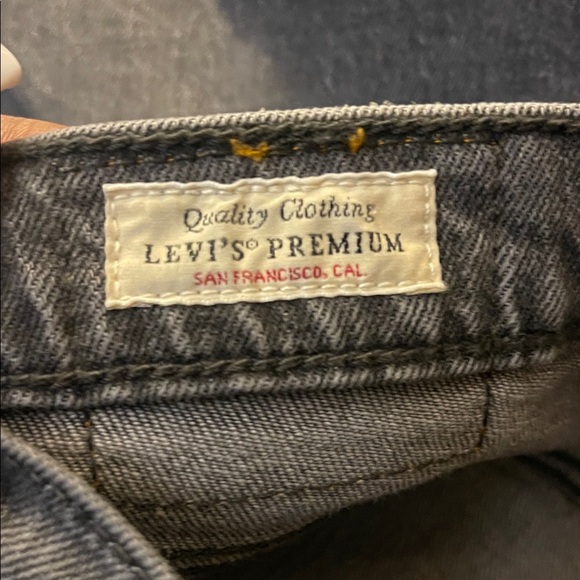 Quality Clothing
LEVI'S® PREMIUM
SAN FRANCISCO, CAL.